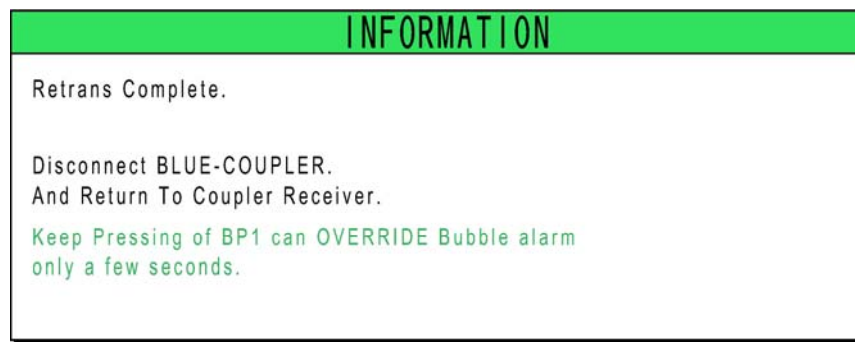 INFORMATION
Retrans Complete.
Disconnect BLUE-COUPLER.
And Return To Coupler Receiver.
Keep Pressing of BP1 can OVERRIDE Bubble alarm
only a few seconds.